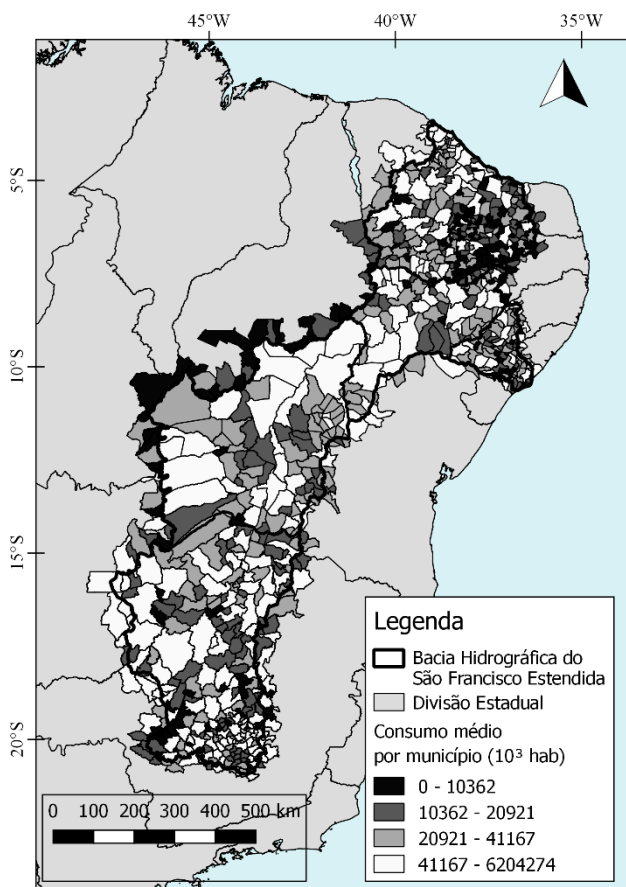 45°W 40°W 35°W
5°S
10°S
15°S
20°S
Legenda
Bacia Hidrográfica do
São Francisco Estendida
Divisão Estadual
Consumo médio
por município (10³ hab)
0 - 10362
10362 - 20921
20921 - 41167
41167 - 6204274
0 100 200 300 400 500 km